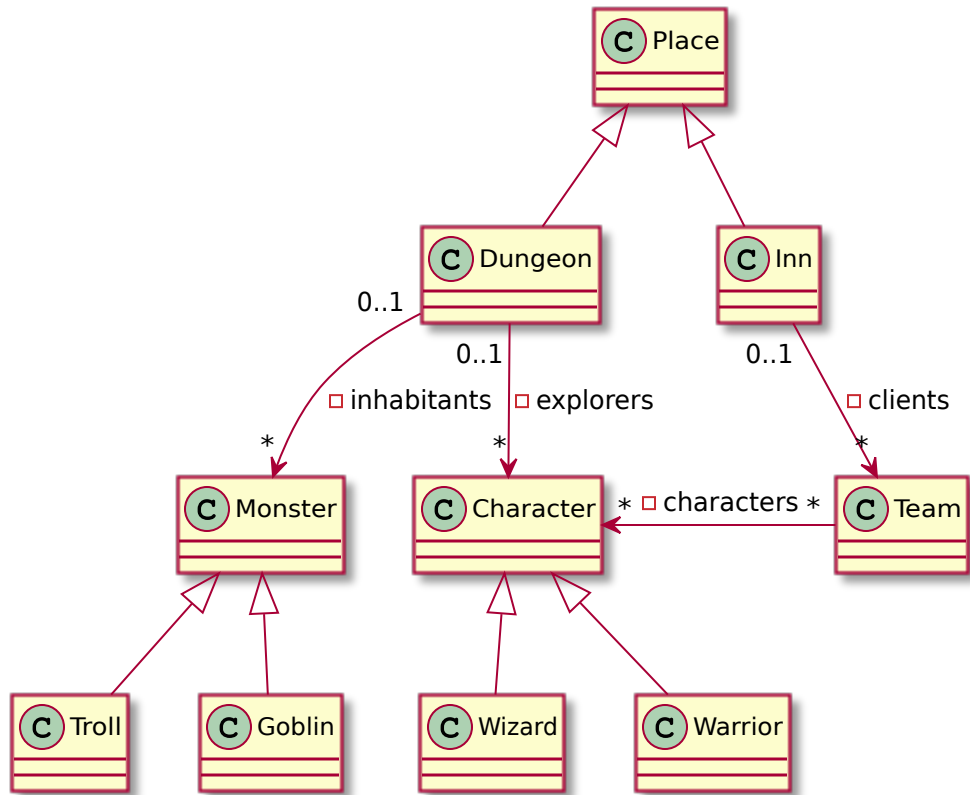 C Place
C Dungeon
C Inn
0..1
0..1
0..1
inhabitants
explorers
clients
*
*
*
C Monster
C Character
* characters *
C Team
C Troll
C Goblin
C Wizard
C Warrior